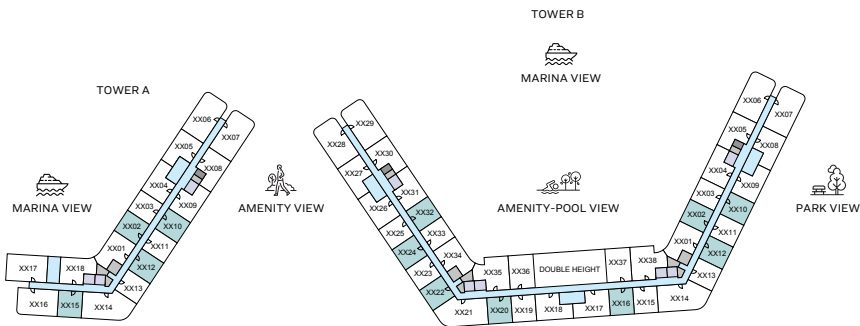 TOWER B
MARINA VIEW
TOWER A
XX06
XX07
XX05
XX08
XX04
XX09
XX03
XX10
XX02
XX11
XX01
XX12
XX13
XX17
XX18
XX16
XX15
XX14
MARINA VIEW
AMENITY VIEW
XX29
XX28
XX30
XX27
XX31
XX26
XX32
XX25
XX33
XX24
XX34
XX23
XX22
XX21
XX35
XX36
DOUBLE HEIGHT
XX37
XX38
XX20
XX19
XX18
XX17
XX16
XX15
XX14
AMENITY-POOL VIEW
XX06
XX07
XX05
XX08
XX04
XX09
XX03
XX10
XX02
XX11
XX01
XX12
XX13
PARK VIEW